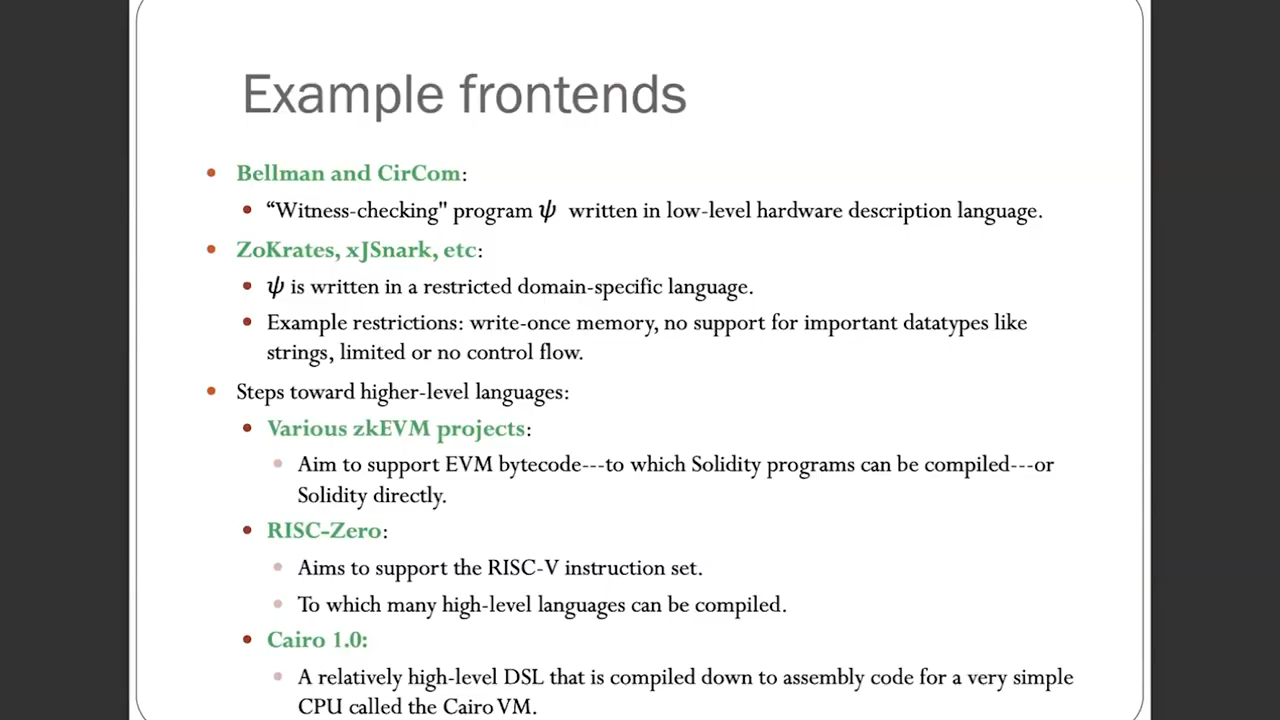 Example frontends
• Bellman and CirCom:
• “Witness-checking" program ψ written in low-level hardware description language.
• ZoKrates, xJSnark, etc:
• ψ is written in a restricted domain-specific language.
• Example restrictions: write-once memory, no support for important datatypes like
strings, limited or no control flow.
• Steps toward higher-level languages:
• Various zkEVM projects:
• Aim to support EVM bytecode---to which Solidity programs can be compiled---or
Solidity directly.
• RISC-Zero:
• Aims to support the RISC-V instruction set.
• To which many high-level languages can be compiled.
• Cairo 1.0:
• A relatively high-level DSL that is compiled down to assembly code for a very simple
CPU called the Cairo VM.